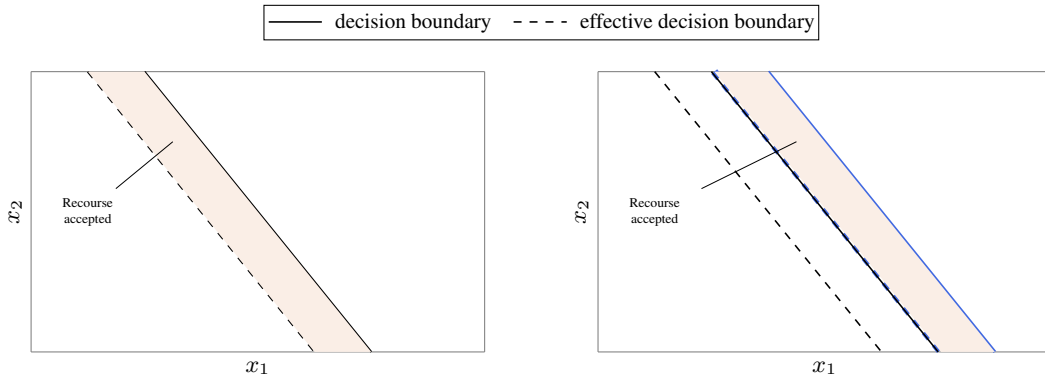 decision boundary
effective decision boundary
Recourse
accepted
x₂
x₁
Recourse
accepted
x₂
x₁